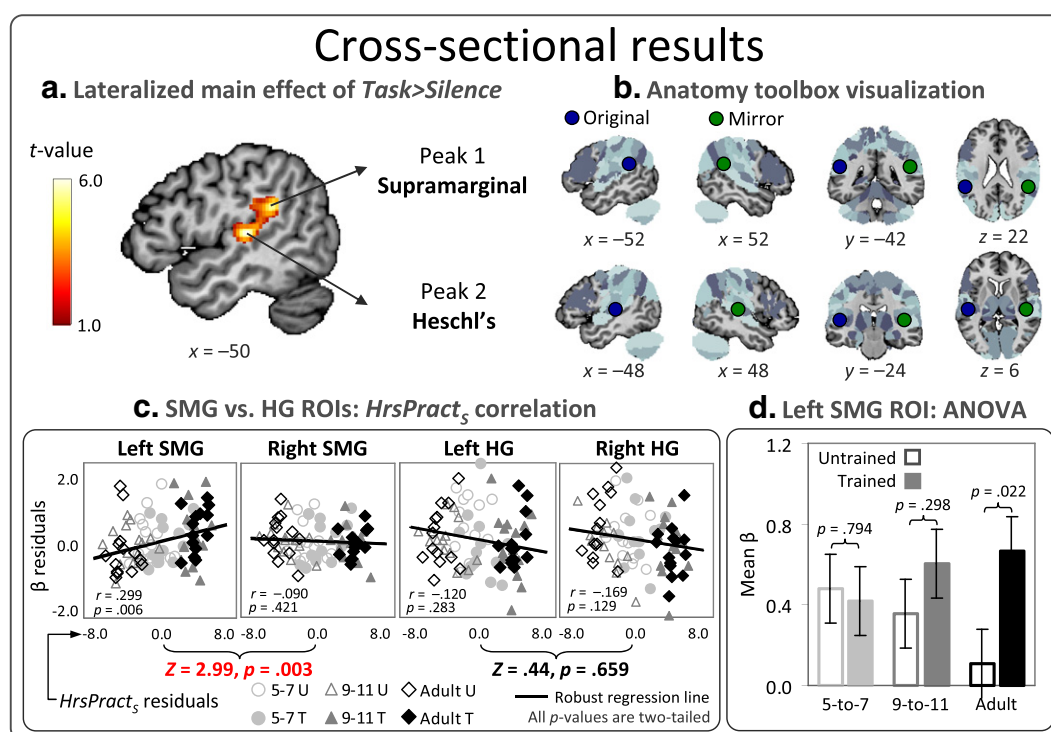 Cross-sectional results
a. Lateralized main effect of Task>Silence
t-value
6.0
1.0
Peak 1
Supramarginal
Peak 2
Heschl's
x = –50
b. Anatomy toolbox visualization
Original Mirror
x = –52 x = 52 y = –42 z = 22
x = –48 x = 48 y = –24 z = 6
c. SMG vs. HG ROIs: HrsPractS correlation
Left SMG Right SMG Left HG Right HG
β residuals
2.0
0.0
-2.0
r = .299
p = .006
r = –.090
p = .421
r = –.120
p = .283
r = –.169
p = .129
-8.0 0.0 8.0 0.0 8.0 0.0 8.0
-8.0 0.0 8.0
Z = 2.99, p = .003
Z = .44, p = .659
HrsPractS residuals
5-7 U 9-11 U Adult U
5-7 T 9-11 T Adult T
Robust regression line
All p-values are two-tailed
d. Left SMG ROI: ANOVA
Mean β
1.2
0.8
0.4
0.0
Untrained
Trained
p = .794
p = .298
p = .022
5-to-7 9-to-11 Adult